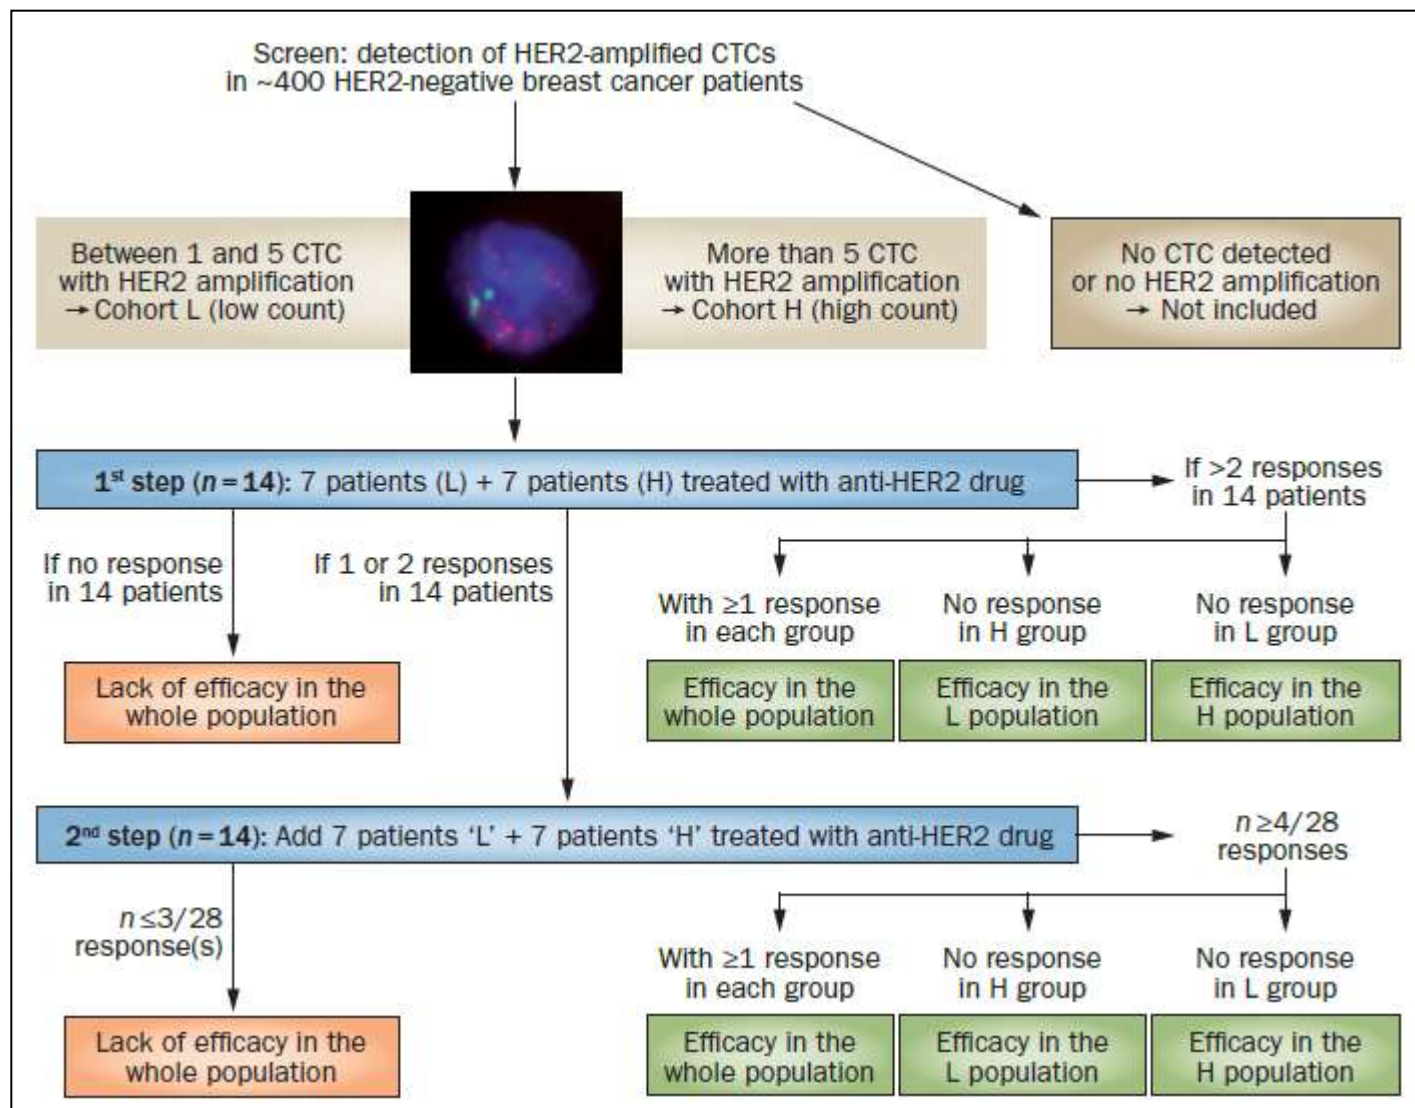 Screen: detection of HER2-amplified CTCs
in ~400 HER2-negative breast cancer patients
Between 1 and 5 CTC
with HER2 amplification
→ Cohort L (low count)
More than 5 CTC
with HER2 amplification
→ Cohort H (high count)
No CTC detected
or no HER2 amplification
→ Not included
1st step (n = 14): 7 patients (L) + 7 patients (H) treated with anti-HER2 drug
If >2 responses
in 14 patients
If no response
in 14 patients
If 1 or 2 responses
in 14 patients
With ≥1 response
in each group
No response
in H group
No response
in L group
Lack of efficacy in the
whole population
Efficacy in the
whole population
Efficacy in the
L population
Efficacy in the
H population
2nd step (n = 14): Add 7 patients ‘L’ + 7 patients ‘H’ treated with anti-HER2 drug
n ≥4/28
responses
n ≤3/28
response(s)
With ≥1 response
in each group
No response
in H group
No response
in L group
Lack of efficacy in the
whole population
Efficacy in the
whole population
Efficacy in the
L population
Efficacy in the
H population